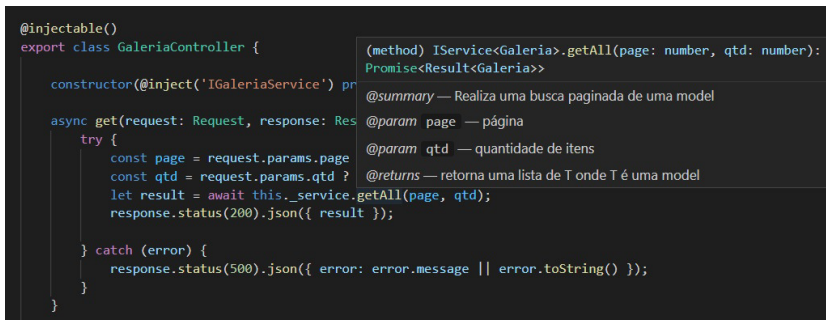 @injectable()
export class GaleriaController {
constructor(@inject('IGaleriaService') pr
async get(request: Request, response: Res
try {
const page = request.params.page
const qtd = request.params.qtd ?
let result = await this._service.getAll(page, qtd);
response.status(200).json({ result });
} catch (error) {
response.status(500).json({ error: error.message || error.toString() });
}
}
(method) IService<Galeria>.getAll(page: number, qtd: number):
Promise<Result<Galeria>>
@summary — Realiza uma busca paginada de uma model
@param page — página
@param qtd — quantidade de itens
@returns — retorna uma lista de T onde T é uma model